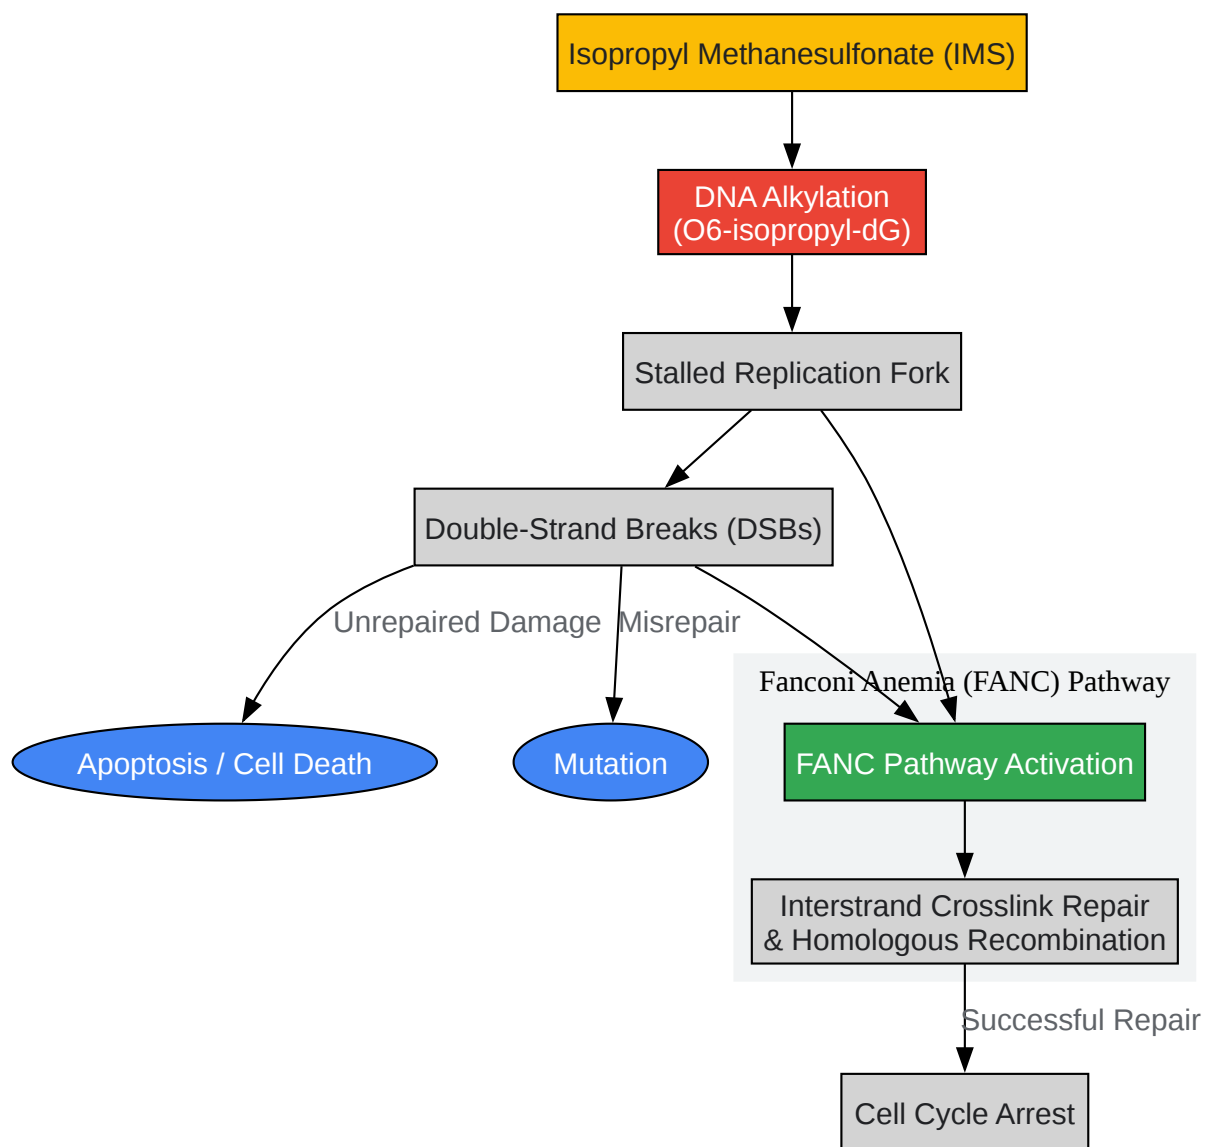 Isopropyl Methanesulfonate (IMS)
DNA Alkylation
(O6-isopropyl-dG)
Stalled Replication Fork
Double-Strand Breaks (DSBs)
Unrepaired Damage
Misrepair
Fanconi Anemia (FANC) Pathway
Apoptosis / Cell Death
Mutation
FANC Pathway Activation
Interstrand Crosslink Repair
& Homologous Recombination
Successful Repair
Cell Cycle Arrest